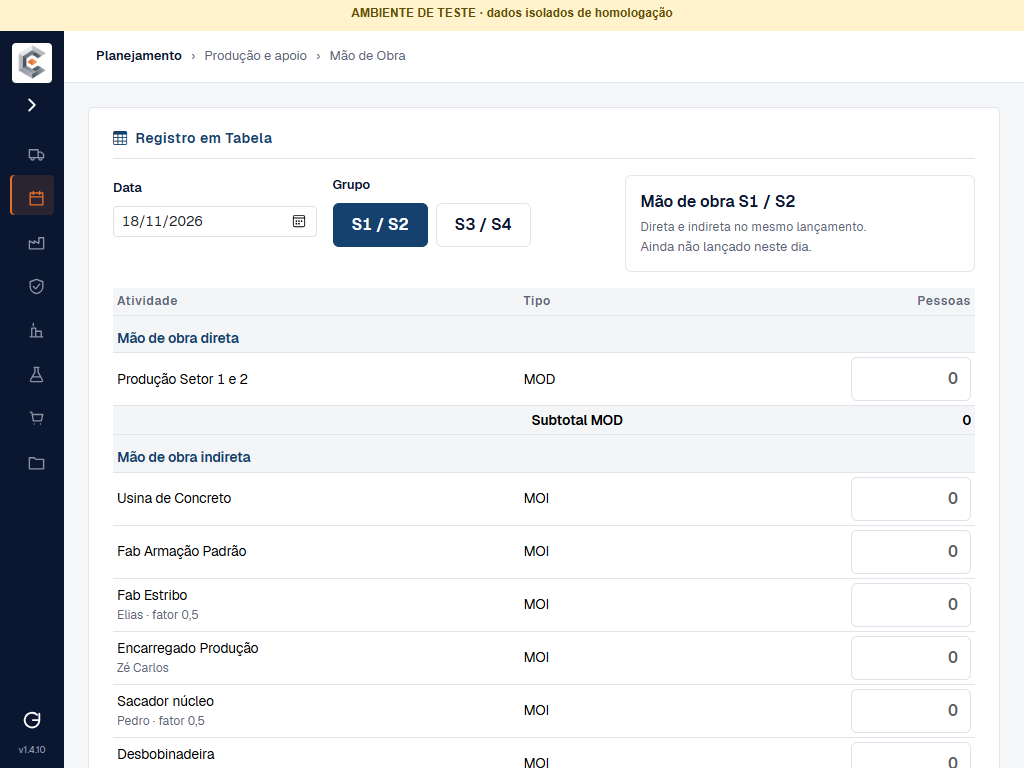 AMBIENTE DE TESTE · dados isolados de homologação
Planejamento › Produção e apoio › Mão de Obra
Registro em Tabela
Data
Grupo
18/11/2026
S1 / S2
S3 / S4
Mão de obra S1 / S2
Direta e indireta no mesmo lançamento.
Ainda não lançado neste dia.
Atividade Tipo Pessoas
Mão de obra direta
Produção Setor 1 e 2 MOD 0
Subtotal MOD 0
Mão de obra indireta
Usina de Concreto MOI 0
Fab Armação Padrão MOI 0
Fab Estribo
Elias · fator 0,5
MOI 0
Encarregado Produção
Zé Carlos
MOI 0
Sacador núcleo
Pedro · fator 0,5
MOI 0
Desbobinadeira
MOI 0
v1.4.10